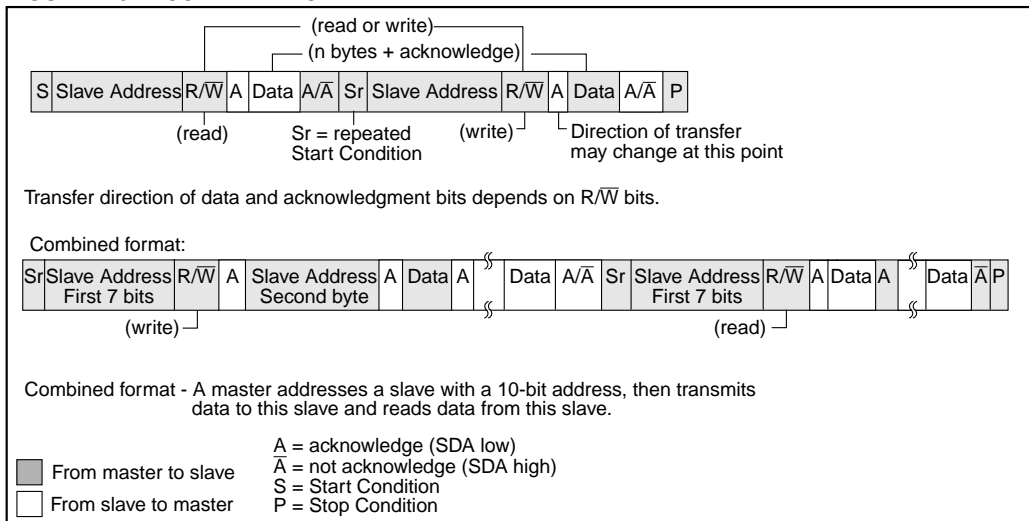 (read or write)
(n bytes + acknowledge)
S Slave Address R/W̅ A Data A/A̅ Sr Slave Address R/W̅ A Data A/A̅ P
(read) Sr = repeated (write) Direction of transfer
Start Condition may change at this point
Transfer direction of data and acknowledgment bits depends on R/W̅ bits.
Combined format:
Sr Slave Address R/W̅ A Slave Address A Data A Data A/A̅ Sr Slave Address R/W̅ A Data A Data A̅ P
First 7 bits Second byte First 7 bits
(write) (read)
Combined format - A master addresses a slave with a 10-bit address, then transmits
data to this slave and reads data from this slave.
A = acknowledge (SDA low)
A̅ = not acknowledge (SDA high)
From master to slave
S = Start Condition
From slave to master
P = Stop Condition